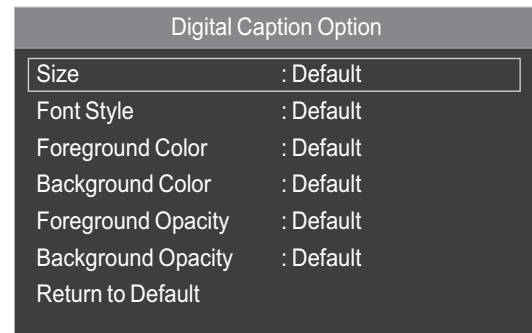 Digital Caption Option
Size : Default
Font Style : Default
Foreground Color : Default
Background Color : Default
Foreground Opacity : Default
Background Opacity : Default
Return to Default